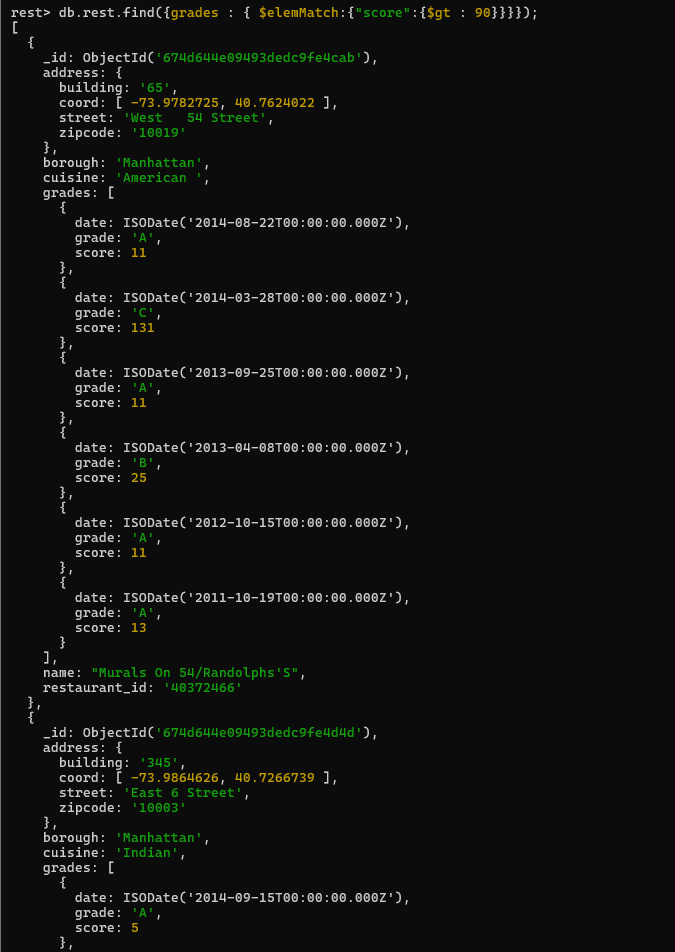 rest> db.rest.find({grades : { $elemMatch:{"score":{$gt : 90}}}});
[
  {
    _id: ObjectId('674d644e09493dedc9fe4cab'),
    address: {
      building: '65',
      coord: [ -73.9782725, 40.7624022 ],
      street: 'West   54 Street',
      zipcode: '10019'
    },
    borough: 'Manhattan',
    cuisine: 'American ',
    grades: [
      {
        date: ISODate('2014-08-22T00:00:00.000Z'),
        grade: 'A',
        score: 11
      },
      {
        date: ISODate('2014-03-28T00:00:00.000Z'),
        grade: 'C',
        score: 131
      },
      {
        date: ISODate('2013-09-25T00:00:00.000Z'),
        grade: 'A',
        score: 11
      },
      {
        date: ISODate('2013-04-08T00:00:00.000Z'),
        grade: 'B',
        score: 25
      },
      {
        date: ISODate('2012-10-15T00:00:00.000Z'),
        grade: 'A',
        score: 11
      },
      {
        date: ISODate('2011-10-19T00:00:00.000Z'),
        grade: 'A',
        score: 13
      }
    ],
    name: "Murals On 54/Randolphs'S",
    restaurant_id: '40372466'
  },
  {
    _id: ObjectId('674d644e09493dedc9fe4d4d'),
    address: {
      building: '345',
      coord: [ -73.9864626, 40.7266739 ],
      street: 'East 6 Street',
      zipcode: '10003'
    },
    borough: 'Manhattan',
    cuisine: 'Indian',
    grades: [
      {
        date: ISODate('2014-09-15T00:00:00.000Z'),
        grade: 'A',
        score: 5
      },